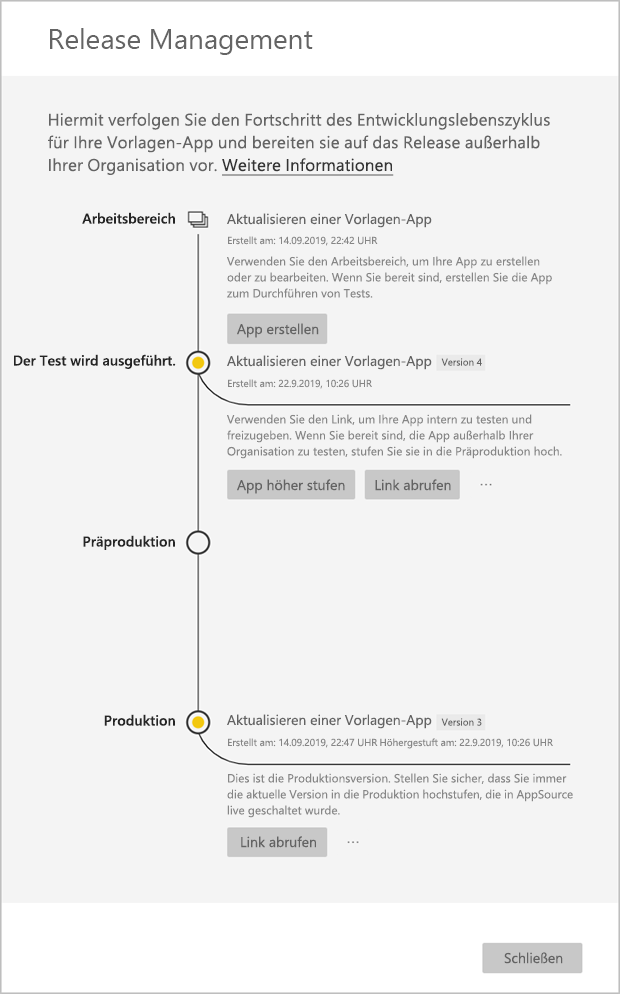 Release Management
Hiermit verfolgen Sie den Fortschritt des Entwicklungslebenszyklus
für Ihre Vorlagen-App und bereiten sie auf das Release außerhalb
Ihrer Organisation vor. Weitere Informationen
Arbeitsbereich
Aktualisieren einer Vorlagen-App
Erstellt am: 14.09.2019, 22:42 UHR
Verwenden Sie den Arbeitsbereich, um Ihre App zu erstellen
oder zu bearbeiten. Wenn Sie bereit sind, erstellen Sie die App
zum Durchführen von Tests.
App erstellen
Der Test wird ausgeführt.
Aktualisieren einer Vorlagen-App Version 4
Erstellt am: 22.9.2019, 10:26 UHR
Verwenden Sie den Link, um Ihre App intern zu testen und
freizugeben. Wenn Sie bereit sind, die App außerhalb Ihrer
Organisation zu testen, stufen Sie sie in die Präproduktion hoch.
App höher stufen Link abrufen ...
Präproduktion
Produktion
Aktualisieren einer Vorlagen-App Version 3
Erstellt am: 14.09.2019, 22:47 UHR Höhergestuft am: 22.9.2019, 10:26 UHR
Dies ist die Produktionsversion. Stellen Sie sicher, dass Sie immer
die aktuelle Version in die Produktion hochstufen, die in AppSource
live geschaltet wurde.
Link abrufen ...
Schließen